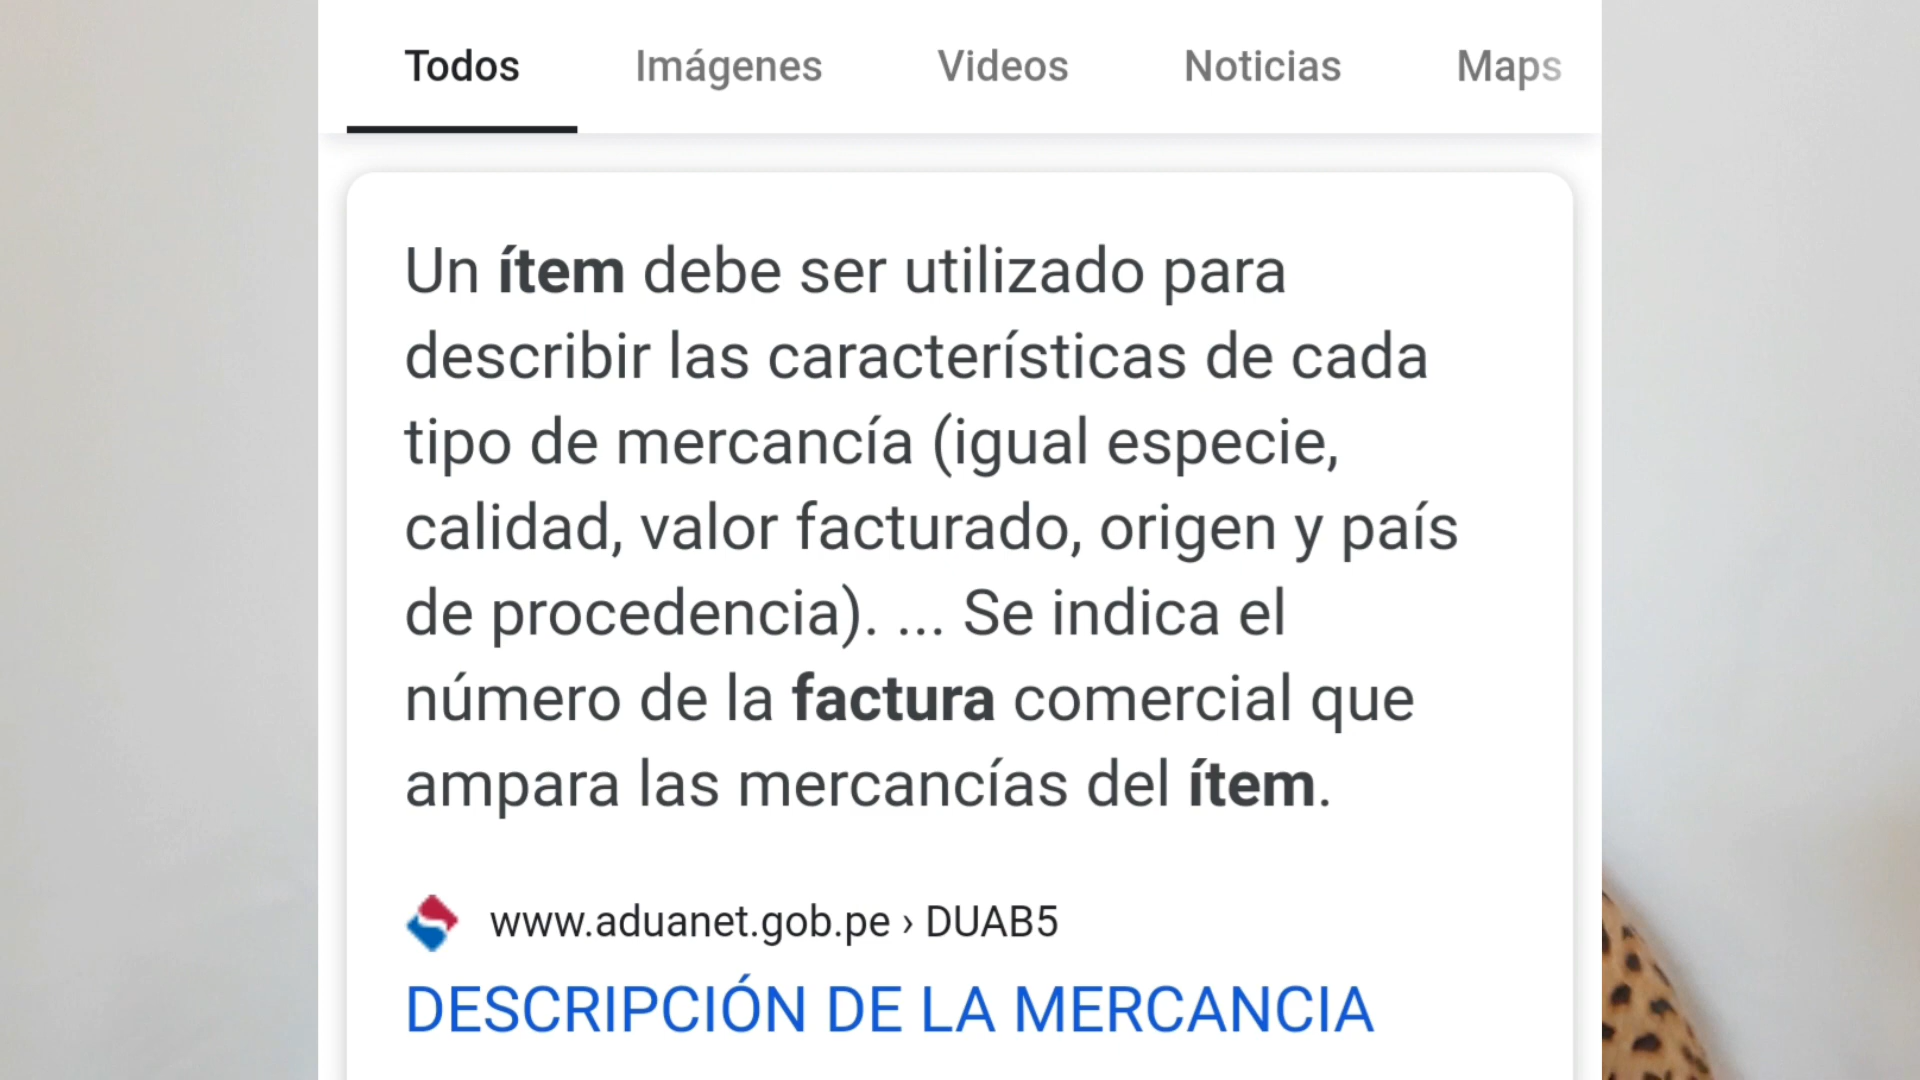 Todos Imágenes Videos Noticias Maps
Un ítem debe ser utilizado para
describir las características de cada
tipo de mercancía (igual especie,
calidad, valor facturado, origen y país
de procedencia). ... Se indica el
número de la factura comercial que
ampara las mercancías del ítem.
www.aduanet.gob.pe › DUAB5
DESCRIPCIÓN DE LA MERCANCIA